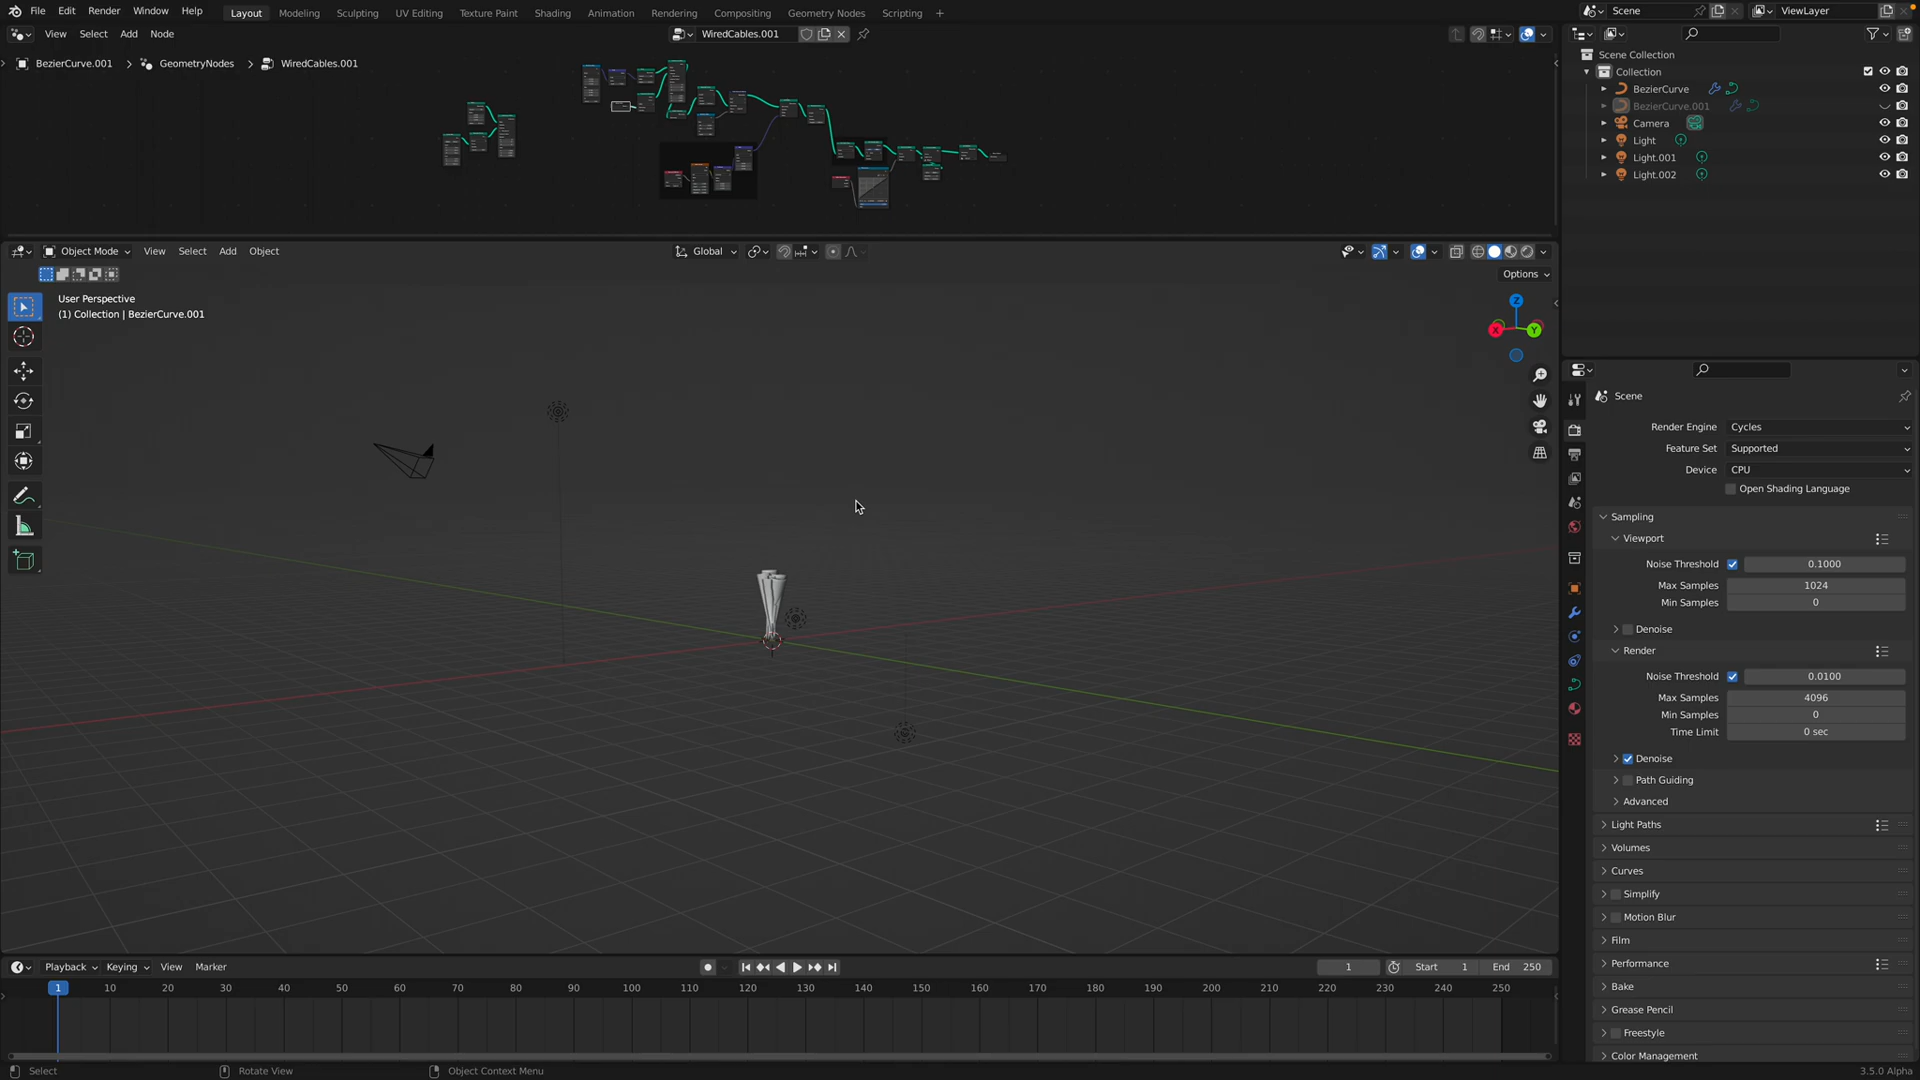 File Edit Render Window Help Layout Modeling Sculpting UV Editing Texture Paint Shading Animation Rendering Compositing Geometry Nodes Scripting + Scene ViewLayer
View Select Add Node WiredCables.001
BezierCurve.001 > GeometryNodes > WiredCables.001
Scene Collection
Collection
BezierCurve
BezierCurve.001
Camera
Light
Light.001
Light.002
Object Mode View Select Add Object Global
Options
User Perspective
(1) Collection | BezierCurve.001
Z
X
Y
Scene
Render Engine Cycles
Feature Set Supported
Device CPU
Open Shading Language
Sampling
Viewport
Noise Threshold 0.1000
Max Samples 1024
Min Samples 0
Denoise
Render
Noise Threshold 0.0100
Max Samples 4096
Min Samples 0
Time Limit 0 sec
Denoise
Path Guiding
Advanced
Light Paths
Volumes
Curves
Simplify
Motion Blur
Film
Performance
Bake
Grease Pencil
Freestyle
Color Management
Playback Keying View Marker 1 Start 1 End 250
1 10 20 30 40 50 60 70 80 90 100 110 120 130 140 150 160 170 180 190 200 210 220 230 240 250
Select Rotate View Object Context Menu 3.5.0 Alpha